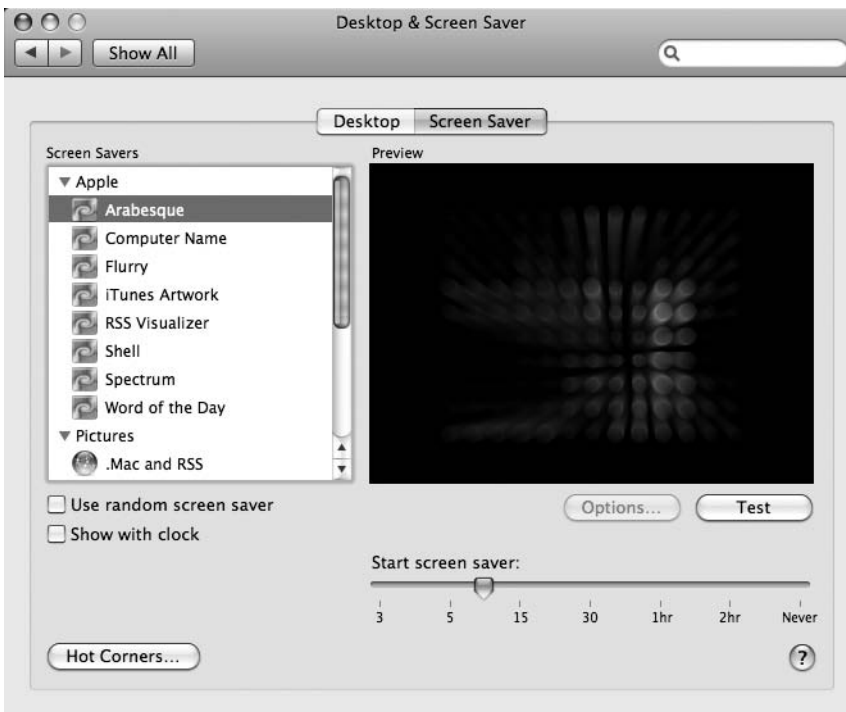 Desktop & Screen Saver
Show All
Desktop Screen Saver
Screen Savers
Preview
Apple
Arabesque
Computer Name
Flurry
iTunes Artwork
RSS Visualizer
Shell
Spectrum
Word of the Day
Pictures
.Mac and RSS
Use random screen saver
Show with clock
Options... Test
Start screen saver:
3 5 15 30 1hr 2hr Never
Hot Corners... ?